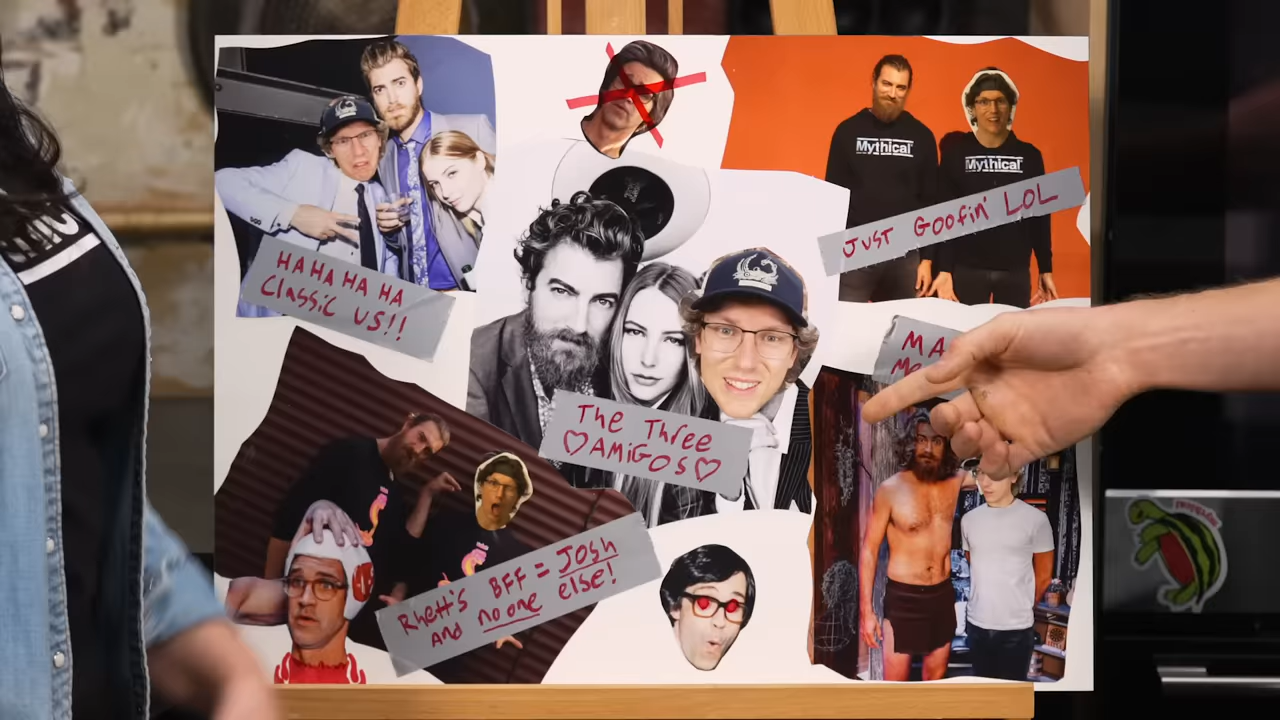 HA HA HA HA
Classic US!!
Mythical
Mythical
JUST GOOFiN' LOL
MA
The Three
♡AMiGOS♡
Rhett's BFF = Josh
AND no one else!